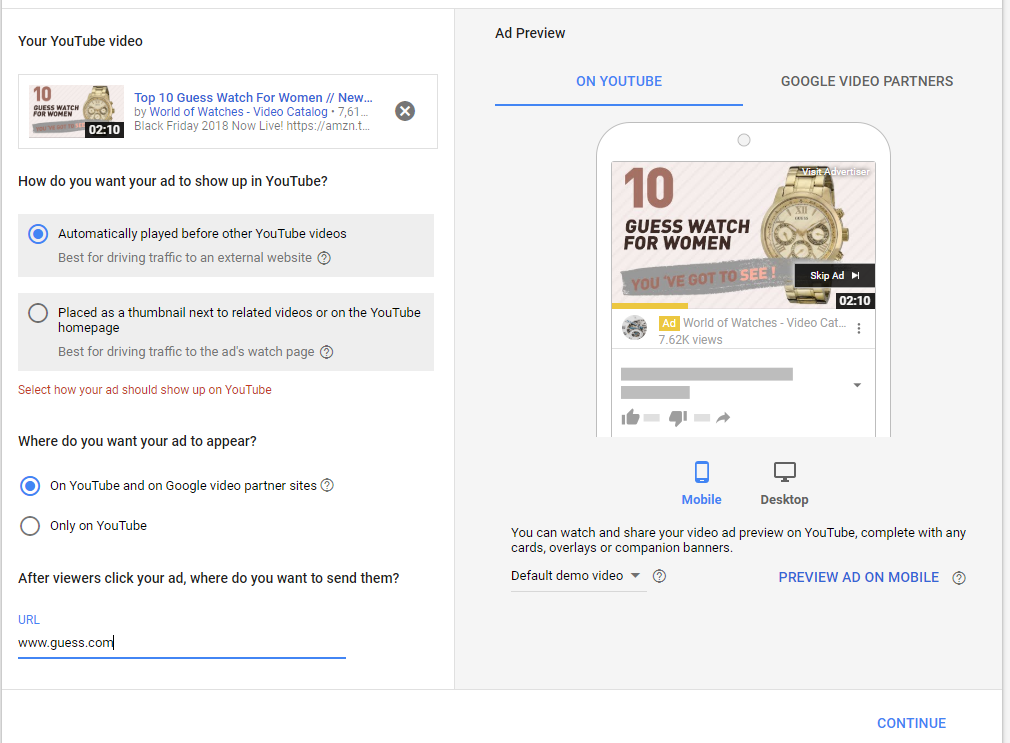 Your YouTube video
10
GUESS WATCH
FOR WOMEN
YOU 'VE GOT TO SEE
02:10
Top 10 Guess Watch For Women // New...
by World of Watches - Video Catalog • 7,61...
Black Friday 2018 Now Live! https://amzn.t...
How do you want your ad to show up in YouTube?
Automatically played before other YouTube videos
Best for driving traffic to an external website
Placed as a thumbnail next to related videos or on the YouTube
homepage
Best for driving traffic to the ad's watch page
Select how your ad should show up on YouTube
Where do you want your ad to appear?
On YouTube and on Google video partner sites
Only on YouTube
After viewers click your ad, where do you want to send them?
URL
www.guess.com
Ad Preview
ON YOUTUBE
GOOGLE VIDEO PARTNERS
Visit Advertiser
10
GUESS WATCH
FOR WOMEN
YOU 'VE GOT TO SEE !
Skip Ad
02:10
Ad World of Watches - Video Cat...
7.62K views
Mobile
Desktop
You can watch and share your video ad preview on YouTube, complete with any
cards, overlays or companion banners.
Default demo video
PREVIEW AD ON MOBILE
CONTINUE